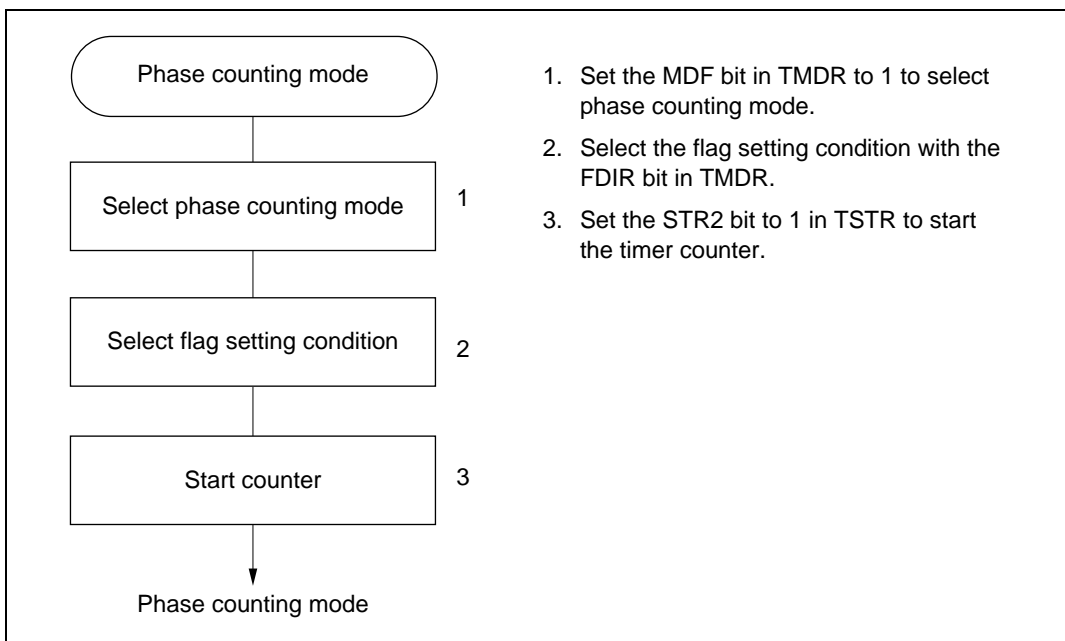 Phase counting mode
Select phase counting mode
1
Select flag setting condition
2
Start counter
3
Phase counting mode
1. Set the MDF bit in TMDR to 1 to select
phase counting mode.
2. Select the flag setting condition with the
FDIR bit in TMDR.
3. Set the STR2 bit to 1 in TSTR to start
the timer counter.